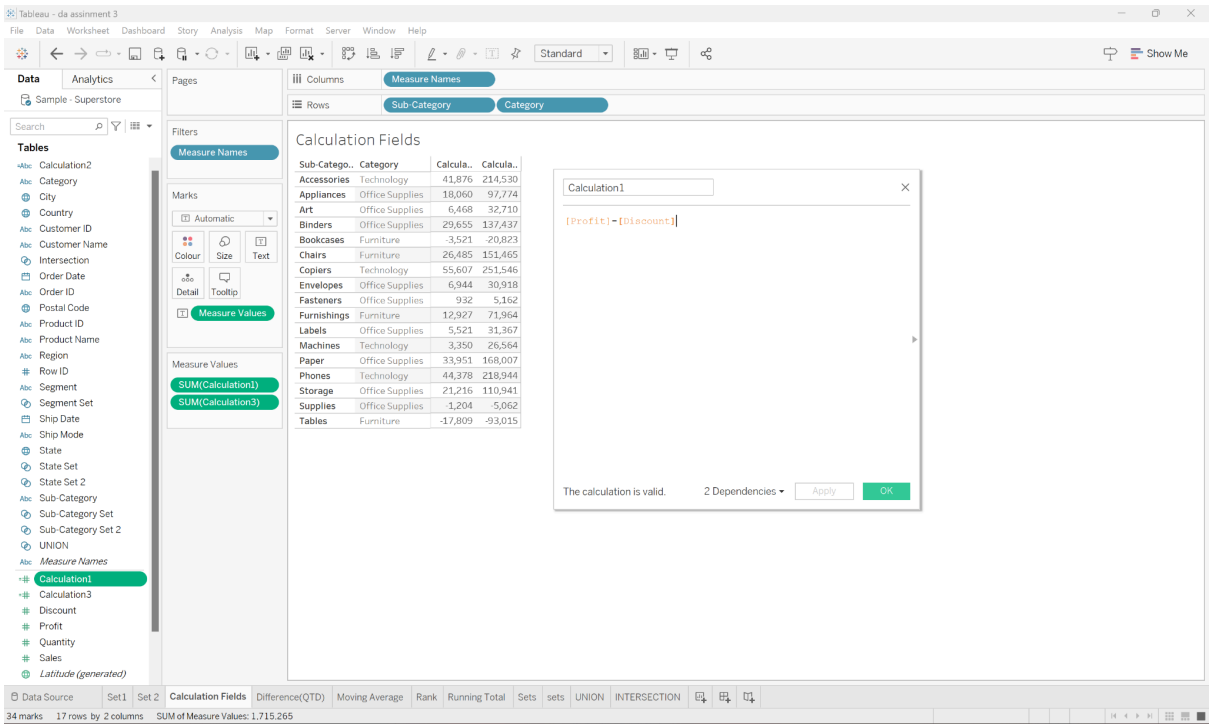 Tableau - da assinment 3
File Data Worksheet Dashboard Story Analysis Map Format Server Window Help
Standard
Show Me
Data Analytics
Sample - Superstore
Search
Tables
Abc Calculation2
Abc Category
City
Country
Abc Customer ID
Abc Customer Name
Intersection
Order Date
Abc Order ID
Postal Code
Abc Product ID
Abc Product Name
Abc Region
# Row ID
Abc Segment
Segment Set
Ship Date
Abc Ship Mode
State
State Set
State Set 2
Abc Sub-Category
Sub-Category Set
Sub-Category Set 2
UNION
Abc Measure Names
# Calculation1
# Calculation3
# Discount
# Profit
# Quantity
# Sales
Latitude (generated)
Pages
Filters
Measure Names
Marks
Automatic
Colour Size Text
Detail Tooltip
Measure Values
Measure Values
SUM(Calculation1)
SUM(Calculation3)
Columns Measure Names
Rows Sub-Category Category
Calculation Fields
Sub-Catego.. Category Calcula.. Calcula..
Accessories Technology 41,876 214,530
Appliances Office Supplies 18,060 97,774
Art Office Supplies 6,468 32,710
Binders Office Supplies 29,655 137,437
Bookcases Furniture -3,521 -20,823
Chairs Furniture 26,485 151,465
Copiers Technology 55,607 251,546
Envelopes Office Supplies 6,944 30,918
Fasteners Office Supplies 932 5,162
Furnishings Furniture 12,927 71,964
Labels Office Supplies 5,521 31,367
Machines Technology 3,350 26,564
Paper Office Supplies 33,951 168,007
Phones Technology 44,378 218,944
Storage Office Supplies 21,216 110,941
Supplies Office Supplies -1,204 -5,062
Tables Furniture -17,809 -93,015
Calculation1
[Profit]-[Discount]
The calculation is valid. 2 Dependencies Apply OK
Data Source Set1 Set 2 Calculation Fields Difference(QTD) Moving Average Rank Running Total Sets sets UNION INTERSECTION
34 marks 17 rows by 2 columns SUM of Measure Values: 1,715,265